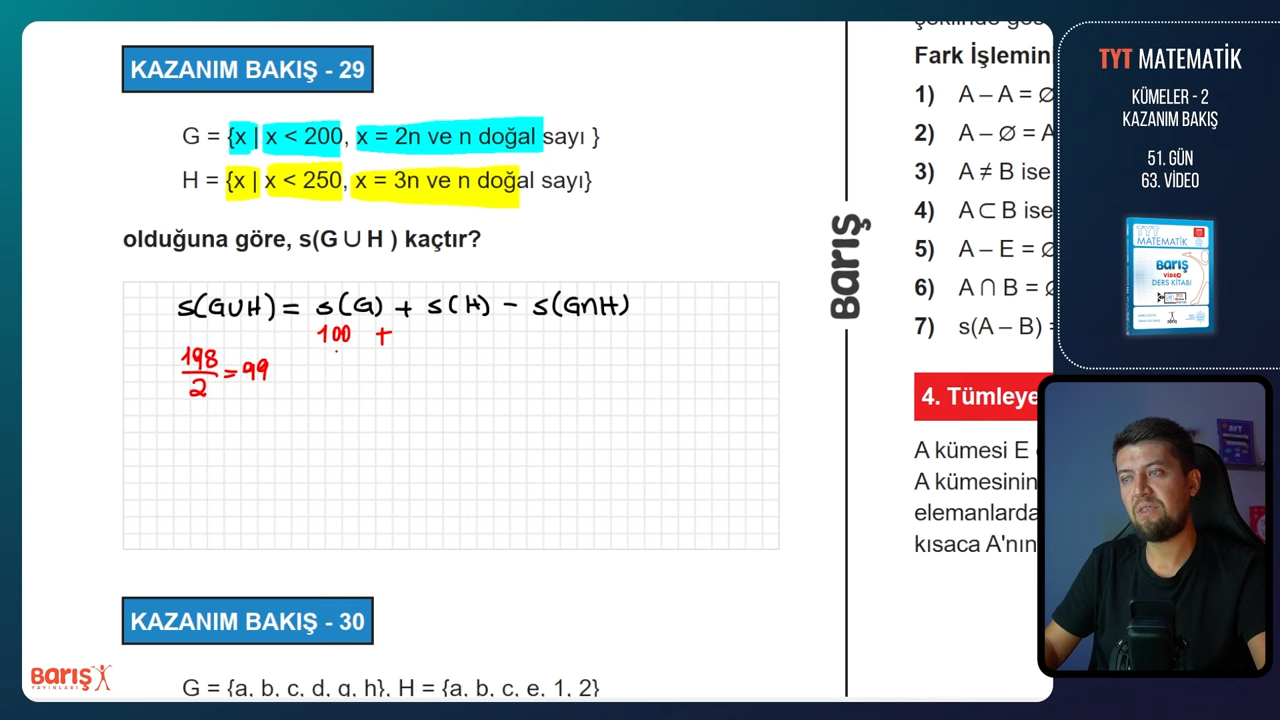 KAZANIM BAKIŞ - 29
G = {x | x < 200, x = 2n ve n doğal sayı }
H = {x | x < 250, x = 3n ve n doğal sayı}
olduğuna göre, s(G ∪ H ) kaçtır?
s(G∪H) = s(G) + s(H) - s(G∩H)
100 +
198/2 = 99
KAZANIM BAKIŞ - 30
G = {a, b, c, d, g, h}, H = {a, b, c, e, 1, 2}
BARIŞ
YAYINLARI
Barış
Fark İşlemin
1) A – A = ∅
2) A – ∅ = A
3) A ≠ B ise
4) A ⊂ B ise
5) A – E = ∅
6) A ∩ B = ∅
7) s(A – B) =
4. Tümleye
A kümesi E
A kümesinin
elemanlarda
kısaca A'nın
TYT MATEMATİK
KÜMELER - 2
KAZANIM BAKIŞ
51. GÜN
63. VİDEO
TYT
MATEMATİK
BARIŞ
VİDEO
DERS KİTABI